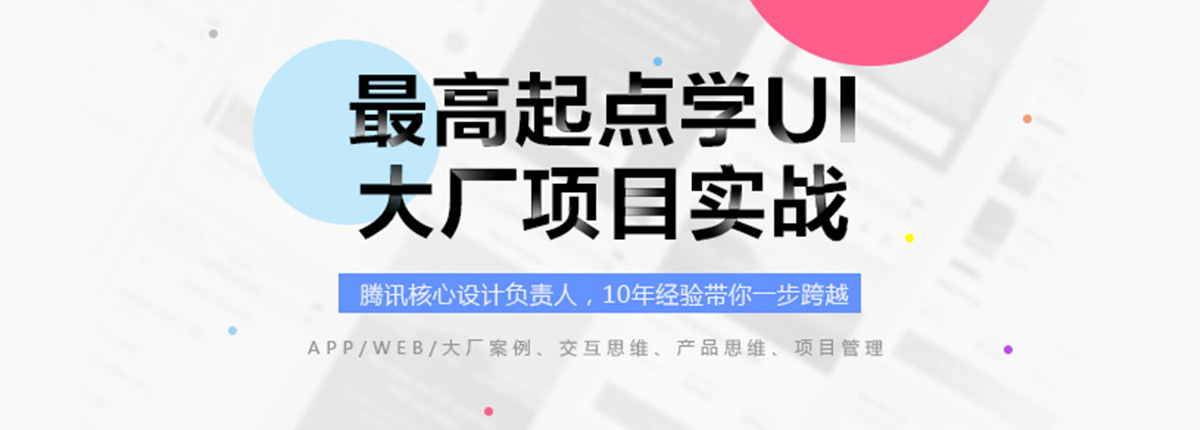 最高起点学UI
大厂项目实战
腾讯核心设计负责人，10年经验带你一步跨越
APP/WEB/大厂案例、交互思维、产品思维、项目管理